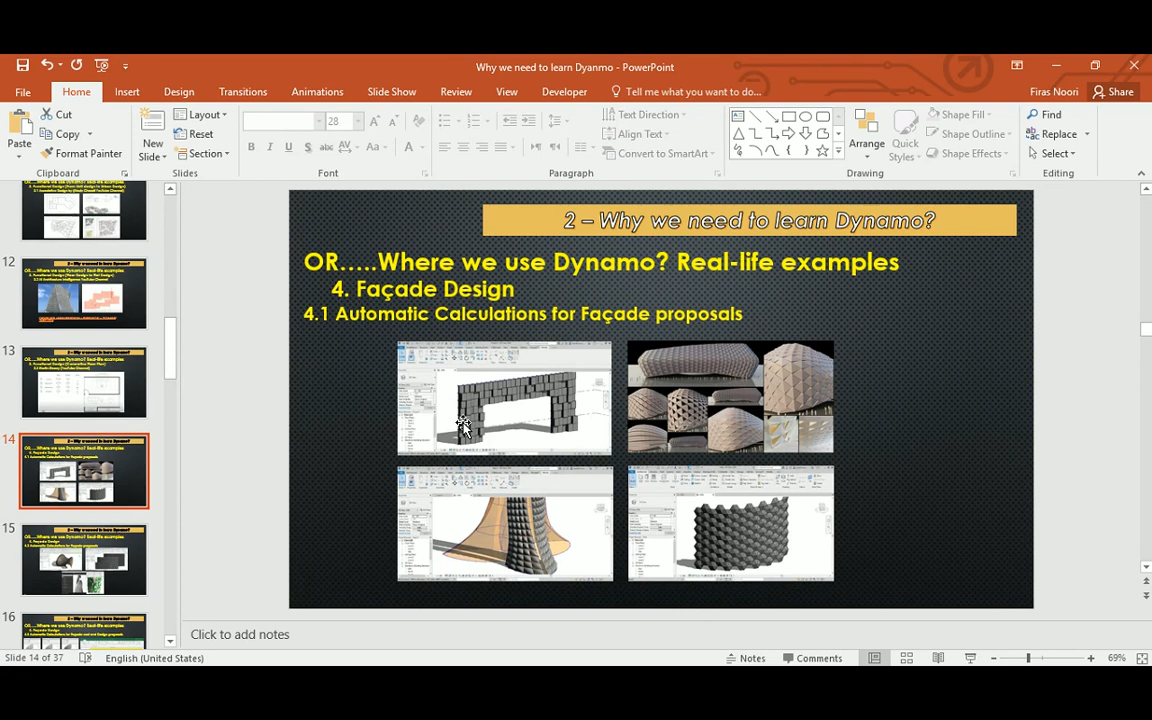 Why we need to learn Dyanmo - PowerPoint
File Home Insert Design Transitions Animations Slide Show Review View Developer Tell me what you want to do... Firas Noori Share
Paste
Cut
Copy
Format Painter
Clipboard
New Slide
Layout
Reset
Section
Slides
28
B I U S abc AV Aa A
Font
Text Direction
Align Text
Convert to SmartArt
Paragraph
Arrange
Quick Styles
Shape Fill
Shape Outline
Shape Effects
Drawing
Find
Replace
Select
Editing
12
13
14
15
16
2 – Why we need to learn Dynamo?
OR…..Where we use Dynamo? Real-life examples
4. Façade Design
4.1 Automatic Calculations for Façade proposals
Click to add notes
Slide 14 of 37 English (United States) Notes Comments 69%